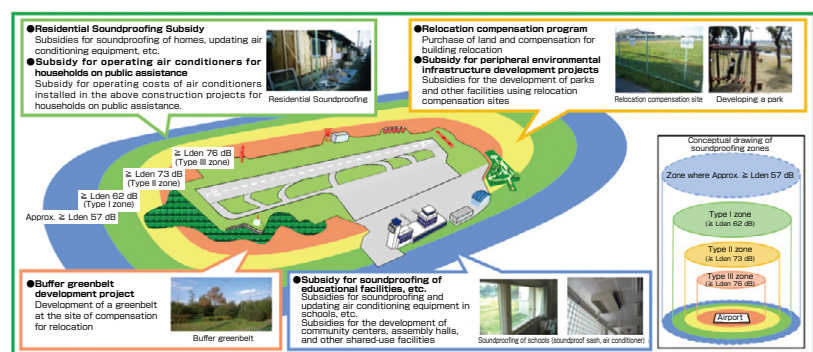 ●Residential Soundproofing Subsidy
Subsidies for soundproofing of homes, updating air
conditioning equipment, etc.
●Subsidy for operating air conditioners for
households on public assistance
Subsidy for operating costs of air conditioners
installed in the above construction projects for
households on public assistance.
Residential Soundproofing
●Relocation compensation program
Purchase of land and compensation for
building relocation
●Subsidy for peripheral environmental
infrastructure development projects
Subsidies for the development of parks
and other facilities using relocation
compensation sites
Relocation compensation site
Developing a park
≧ Lden 76 dB
(Type III zone)
≧ Lden 73 dB
(Type II zone)
≧ Lden 62 dB
(Type I zone)
Approx. ≧ Lden 57 dB
Conceptual drawing of
soundproofing zones
Zone where Approx. ≧ Lden 57 dB
Type I zone
(≧ Lden 62 dB)
Type II zone
(≧ Lden 73 dB)
Type III zone
(≧ Lden 76 dB)
Airport
●Buffer greenbelt
development project
Development of a greenbelt
at the site of compensation
for relocation
Buffer greenbelt
●Subsidy for soundproofing of
educational facilities, etc.
Subsidies for soundproofing and
updating air conditioning equipment in
schools, etc.
Subsidies for the development of
community centers, assembly halls,
and other shared-use facilities
Soundproofing of schools (soundproof sash, air conditioner)